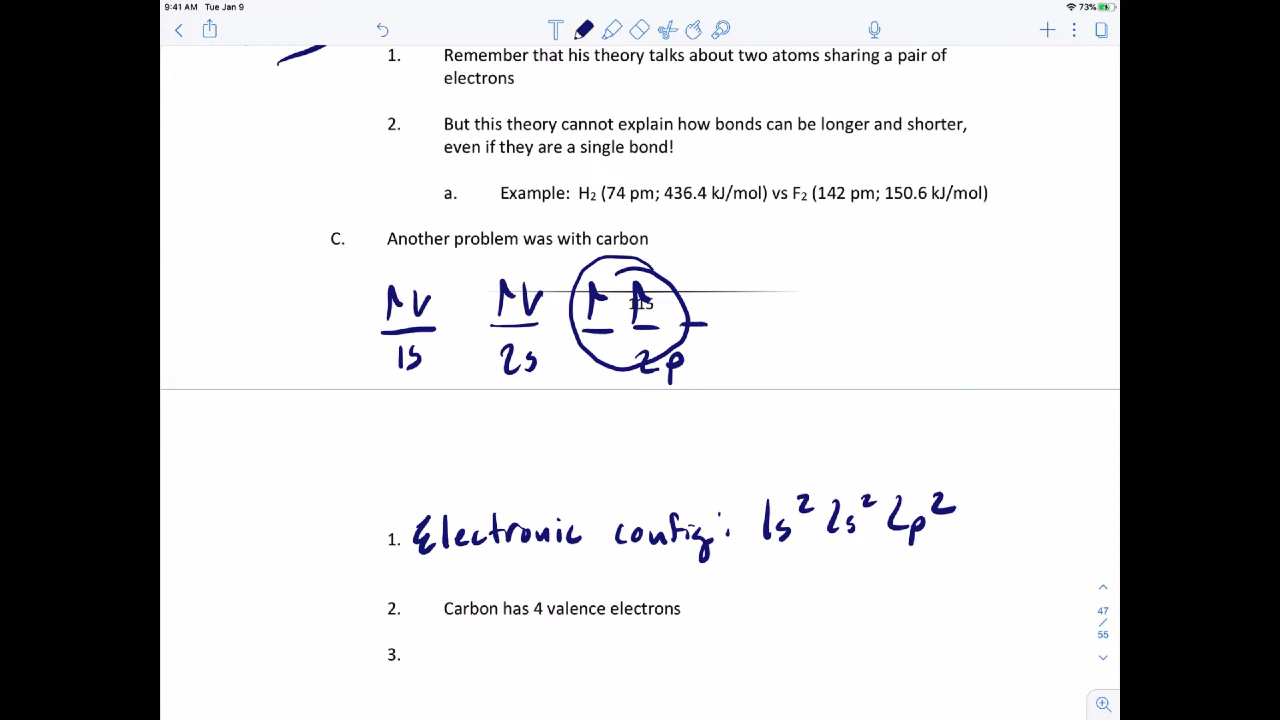 9:41 AM Tue Jan 9
73%
1. Remember that his theory talks about two atoms sharing a pair of
electrons
2. But this theory cannot explain how bonds can be longer and shorter,
even if they are a single bond!
a. Example: H₂ (74 pm; 436.4 kJ/mol) vs F₂ (142 pm; 150.6 kJ/mol)
C. Another problem was with carbon
115
1s 2s 2p
1. Electronic config: 1s² 2s² 2p²
2. Carbon has 4 valence electrons
3.
47
/
55